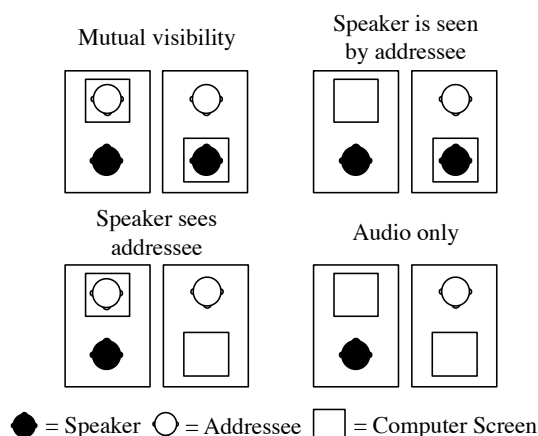 Mutual visibility
Speaker is seen
by addressee
Speaker sees
addressee
Audio only
= Speaker = Addressee = Computer Screen